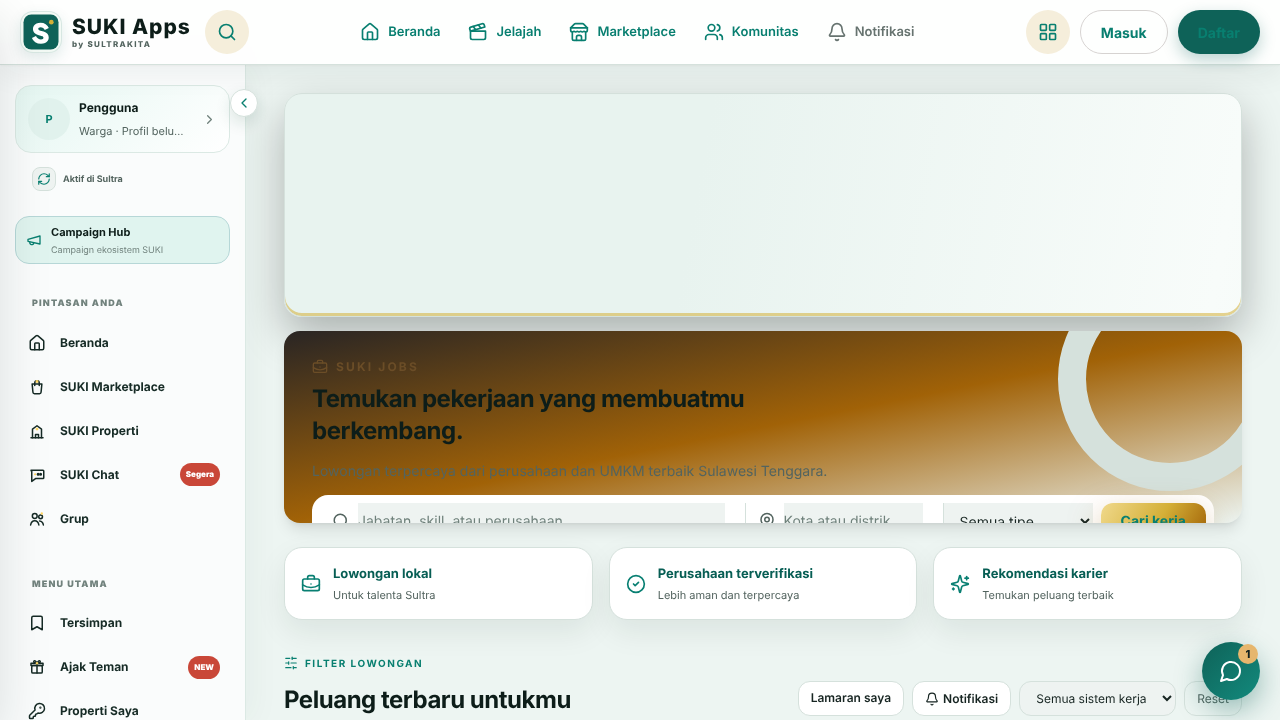 S SUKI Apps
by SULTRAKITA
Beranda
Jelajah
Marketplace
Komunitas
Notifikasi
Masuk
Daftar
P
Pengguna
Warga · Profil belu...
Aktif di Sultra
Campaign Hub
Campaign ekosistem SUKI
PINTASAN ANDA
Beranda
SUKI Marketplace
SUKI Properti
SUKI Chat
Segera
Grup
MENU UTAMA
Tersimpan
Ajak Teman
NEW
Properti Saya
SUKI JOBS
Temukan pekerjaan yang membuatmu
berkembang.
Lowongan terpercaya dari perusahaan dan UMKM terbaik Sulawesi Tenggara.
Jabatan, skill, atau perusahaan
Kota atau distrik
Semua tipe
Cari kerja
Lowongan lokal
Untuk talenta Sultra
Perusahaan terverifikasi
Lebih aman dan terpercaya
Rekomendasi karier
Temukan peluang terbaik
FILTER LOWONGAN
Peluang terbaru untukmu
Lamaran saya
Notifikasi
Semua sistem kerja
Reset
1